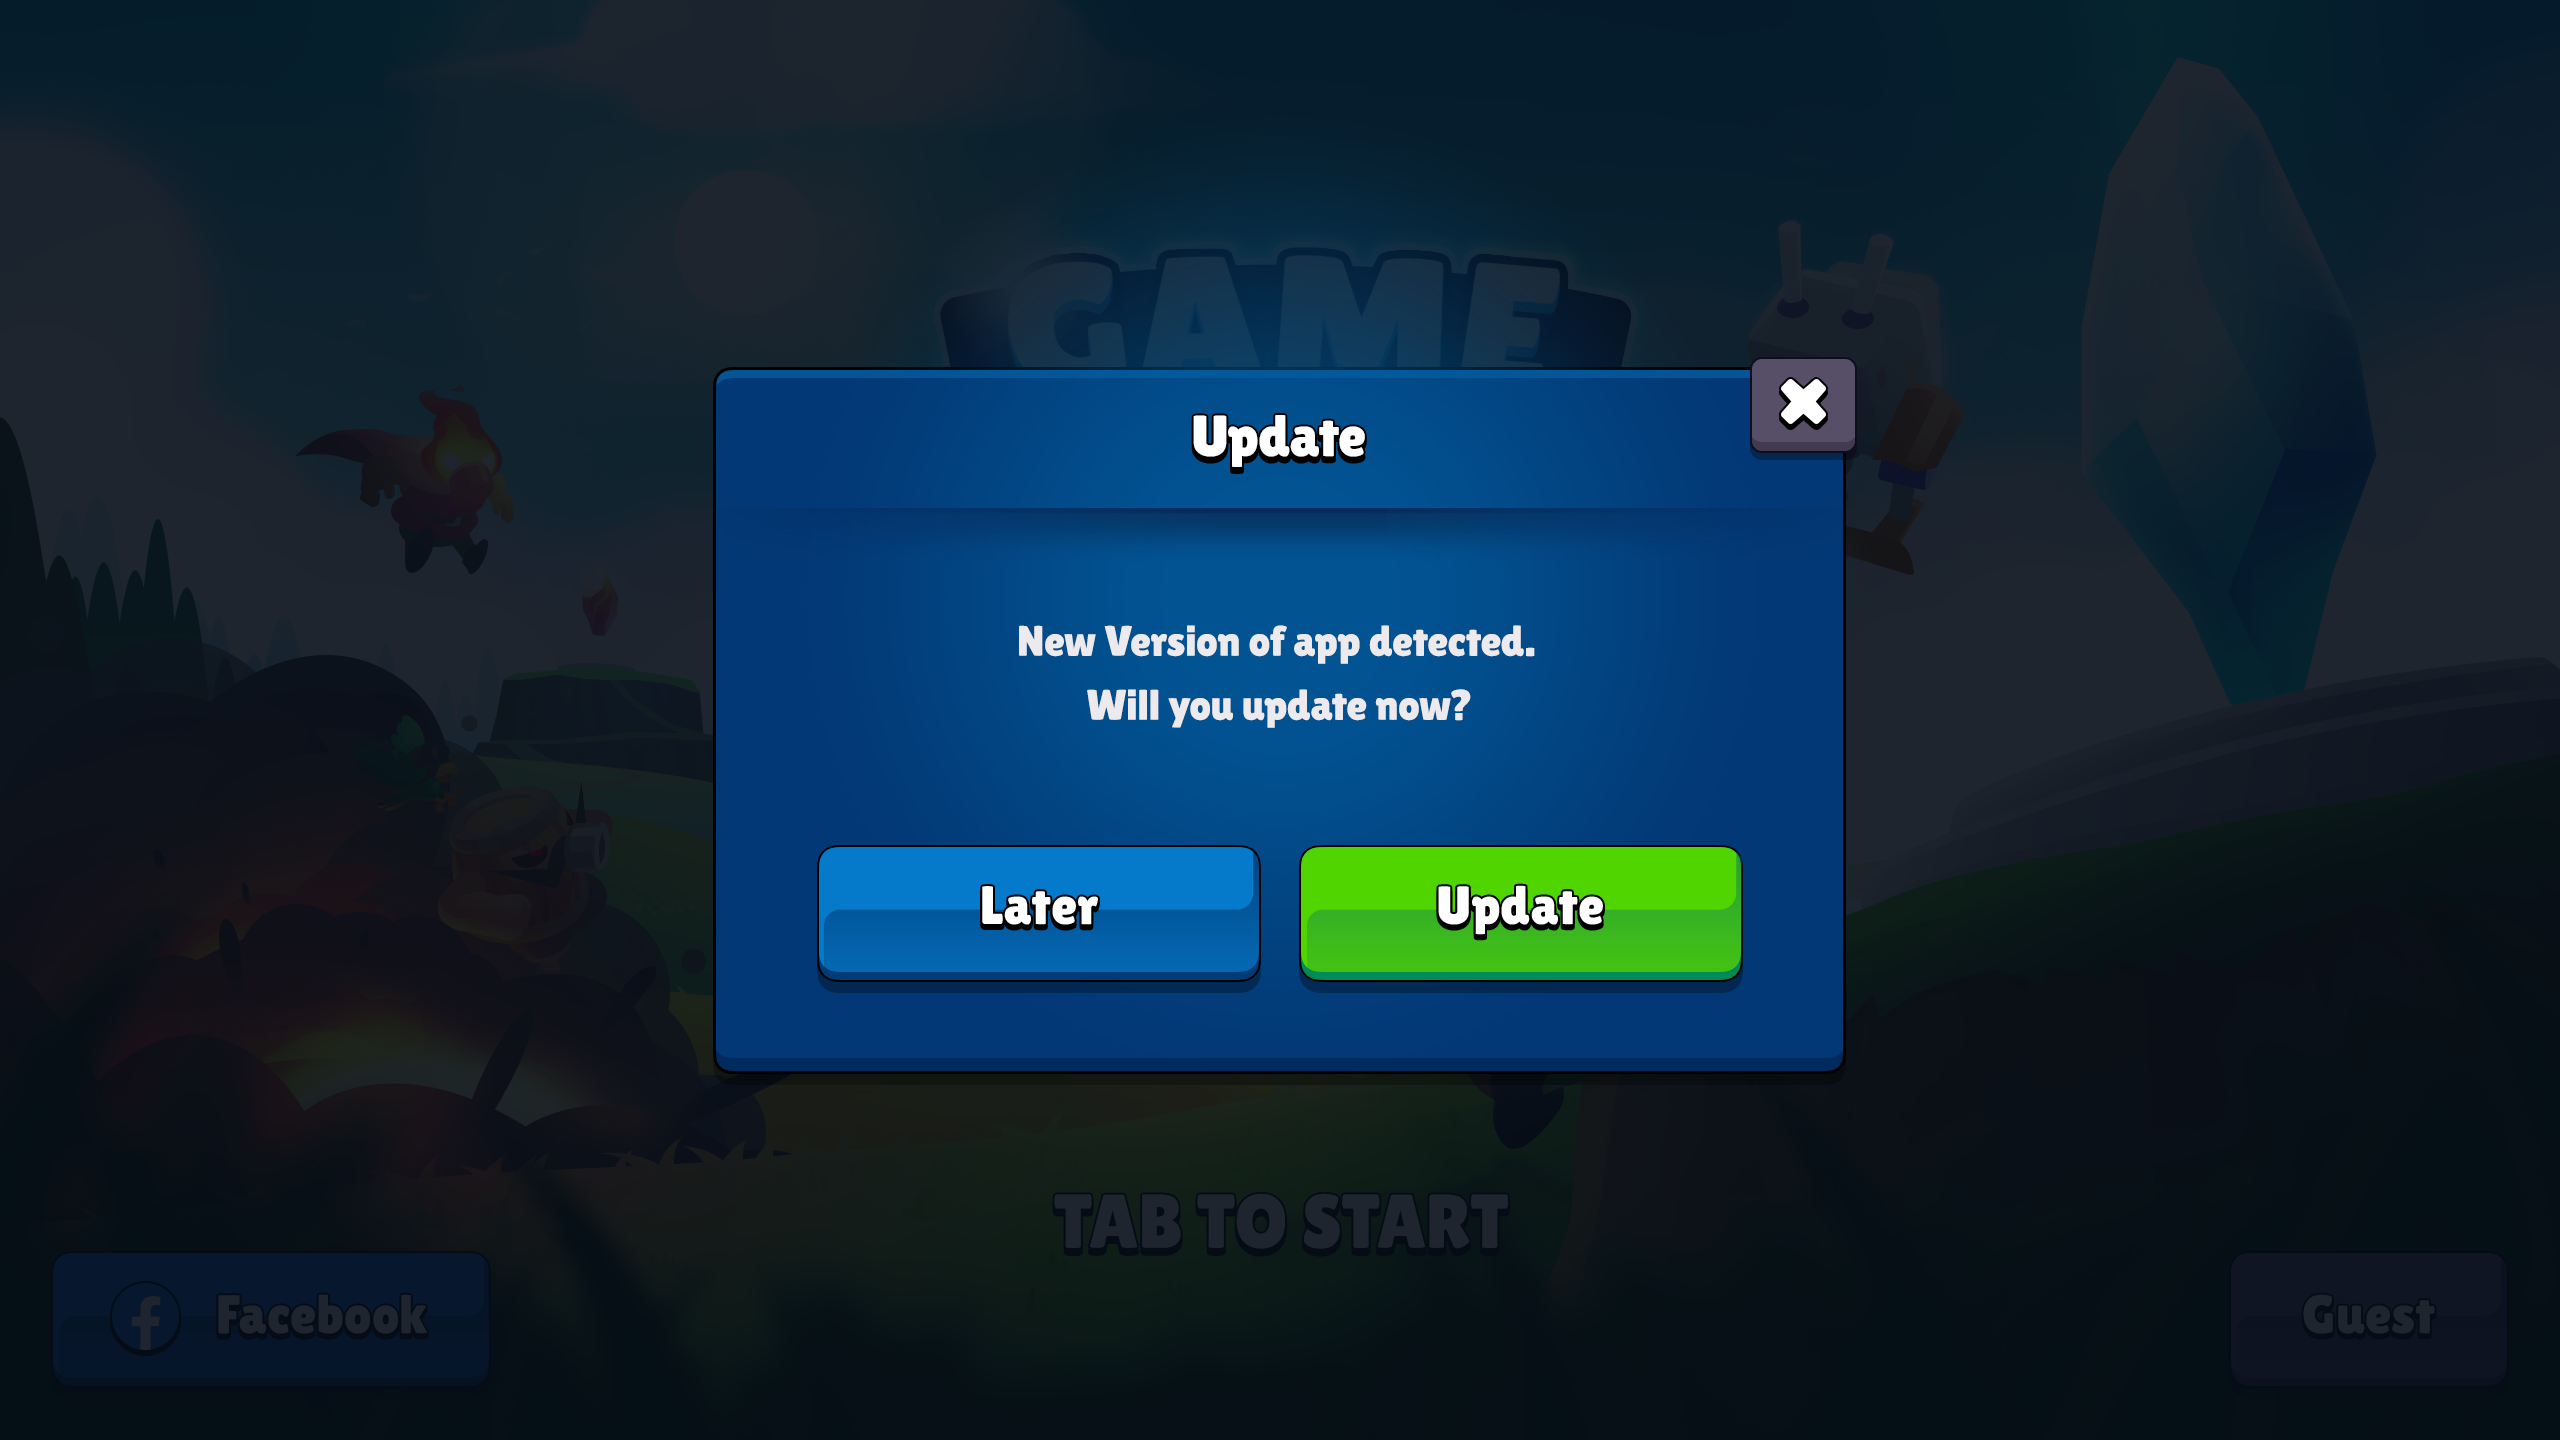 GAME
Update
New Version of app detected.
Will you update now?
Later
Update
TAB TO START
Facebook
Guest